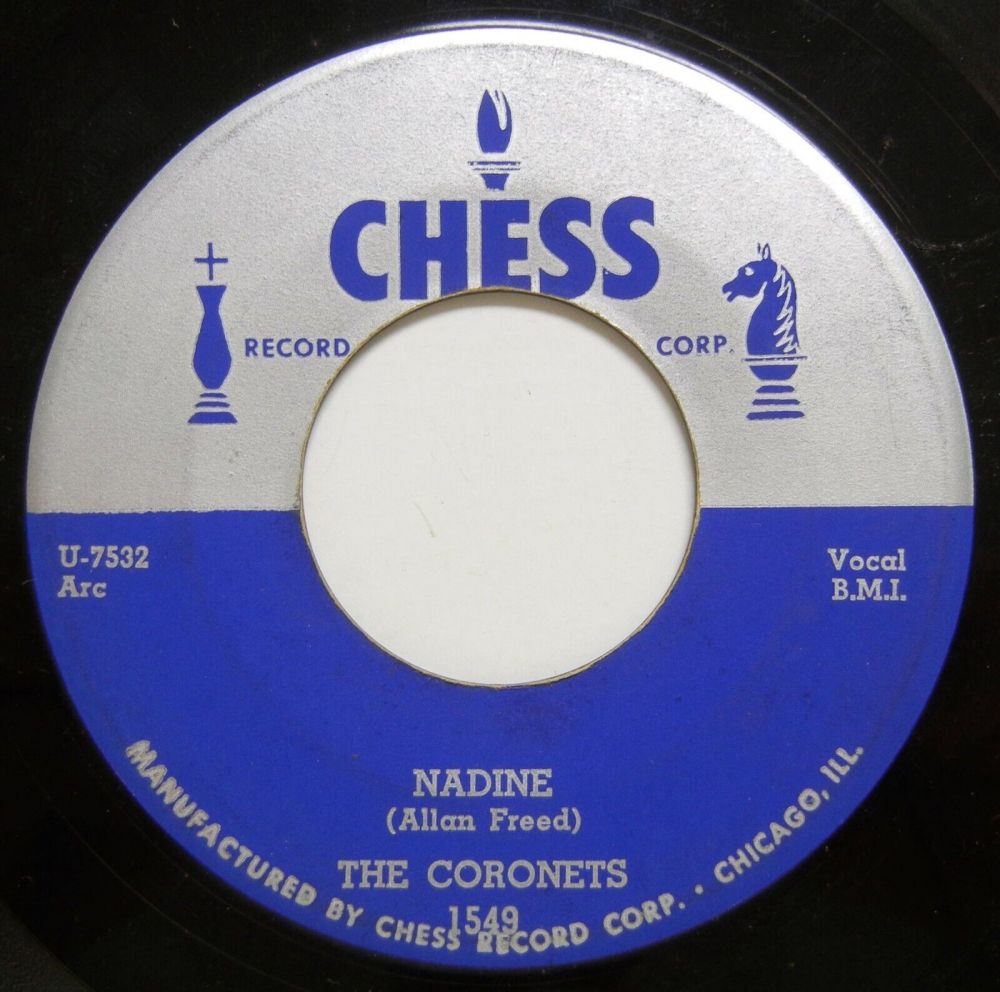 CHESS
RECORD CORP.
U-7532
Arc
Vocal
B.M.I.
NADINE
(Allan Freed)
THE CORONETS
1549
MANUFACTURED BY CHESS RECORD CORP. • CHICAGO, ILL.